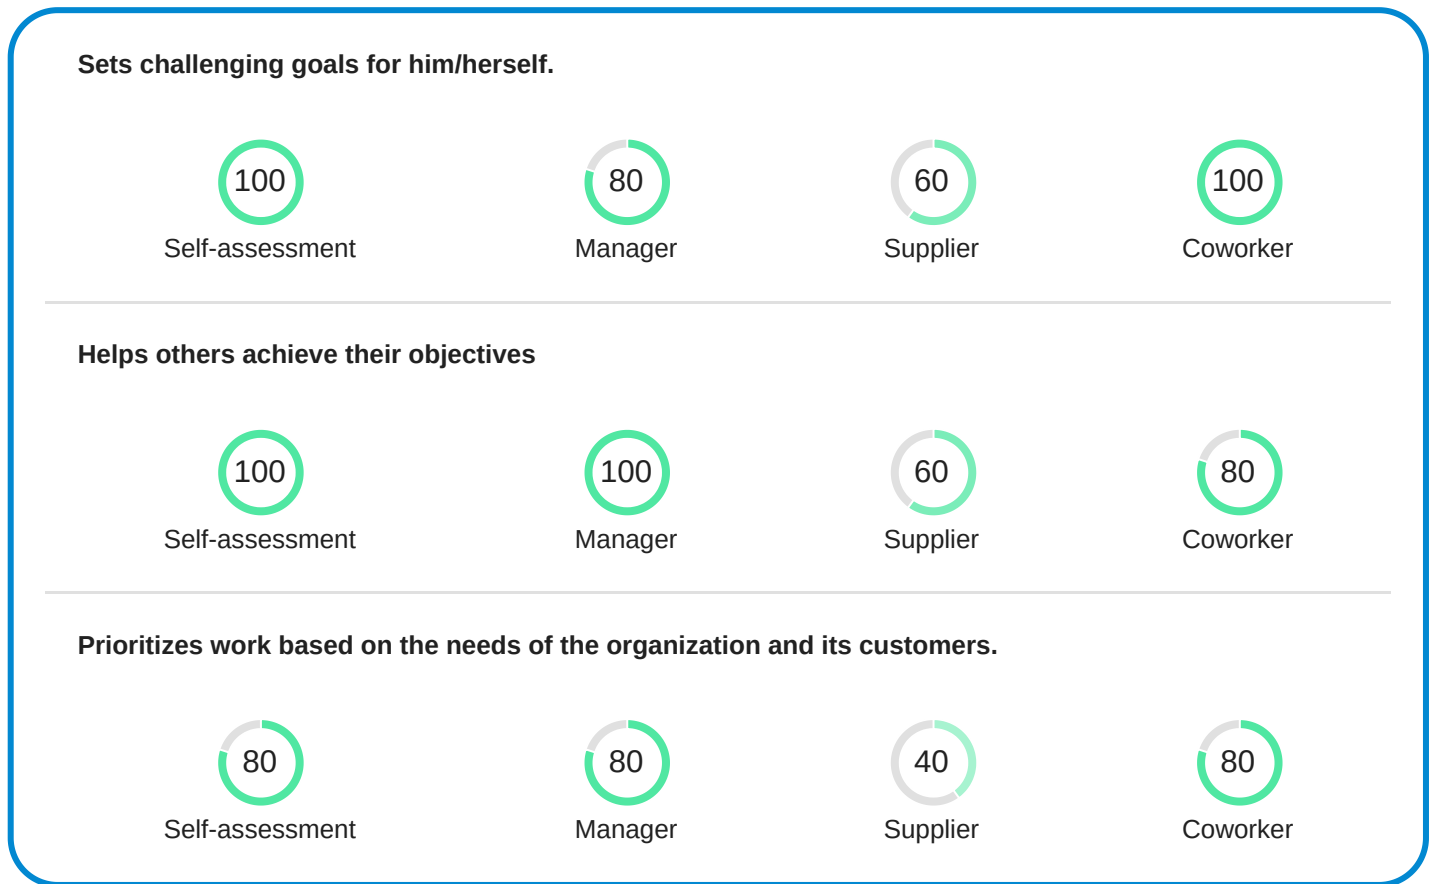 Sets challenging goals for him/herself.
100 80 60 100
Self-assessment Manager Supplier Coworker
Helps others achieve their objectives
100 100 60 80
Self-assessment Manager Supplier Coworker
Prioritizes work based on the needs of the organization and its customers.
80 80 40 80
Self-assessment Manager Supplier Coworker